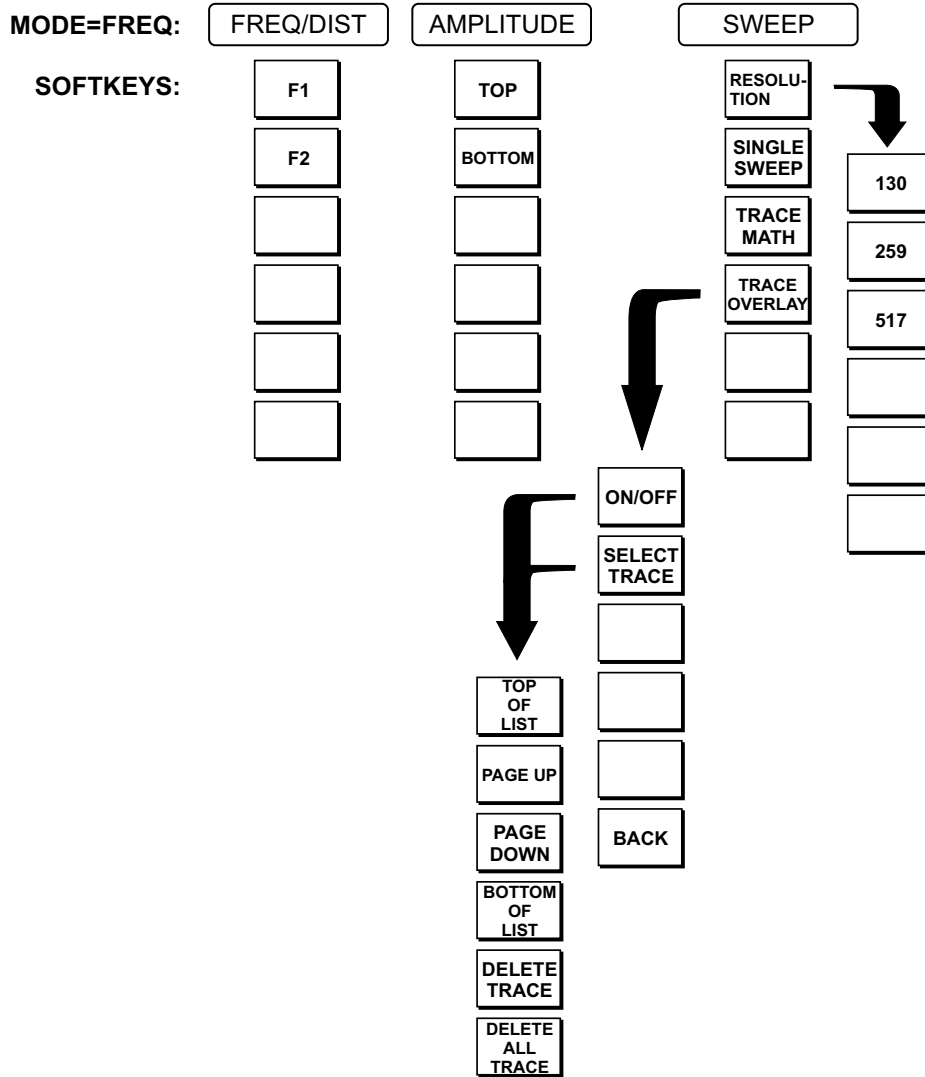 MODE=FREQ:
FREQ/DIST
AMPLITUDE
SWEEP
SOFTKEYS:
F1
F2
TOP
BOTTOM
RESOLU-
TION
SINGLE
SWEEP
TRACE
MATH
TRACE
OVERLAY
130
259
517
ON/OFF
SELECT
TRACE
BACK
TOP
OF
LIST
PAGE UP
PAGE
DOWN
BOTTOM
OF
LIST
DELETE
TRACE
DELETE
ALL
TRACE